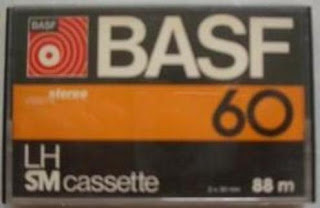 BASF
BASF
stereo
60
LH
SM cassette
2 x 30 min
88 m